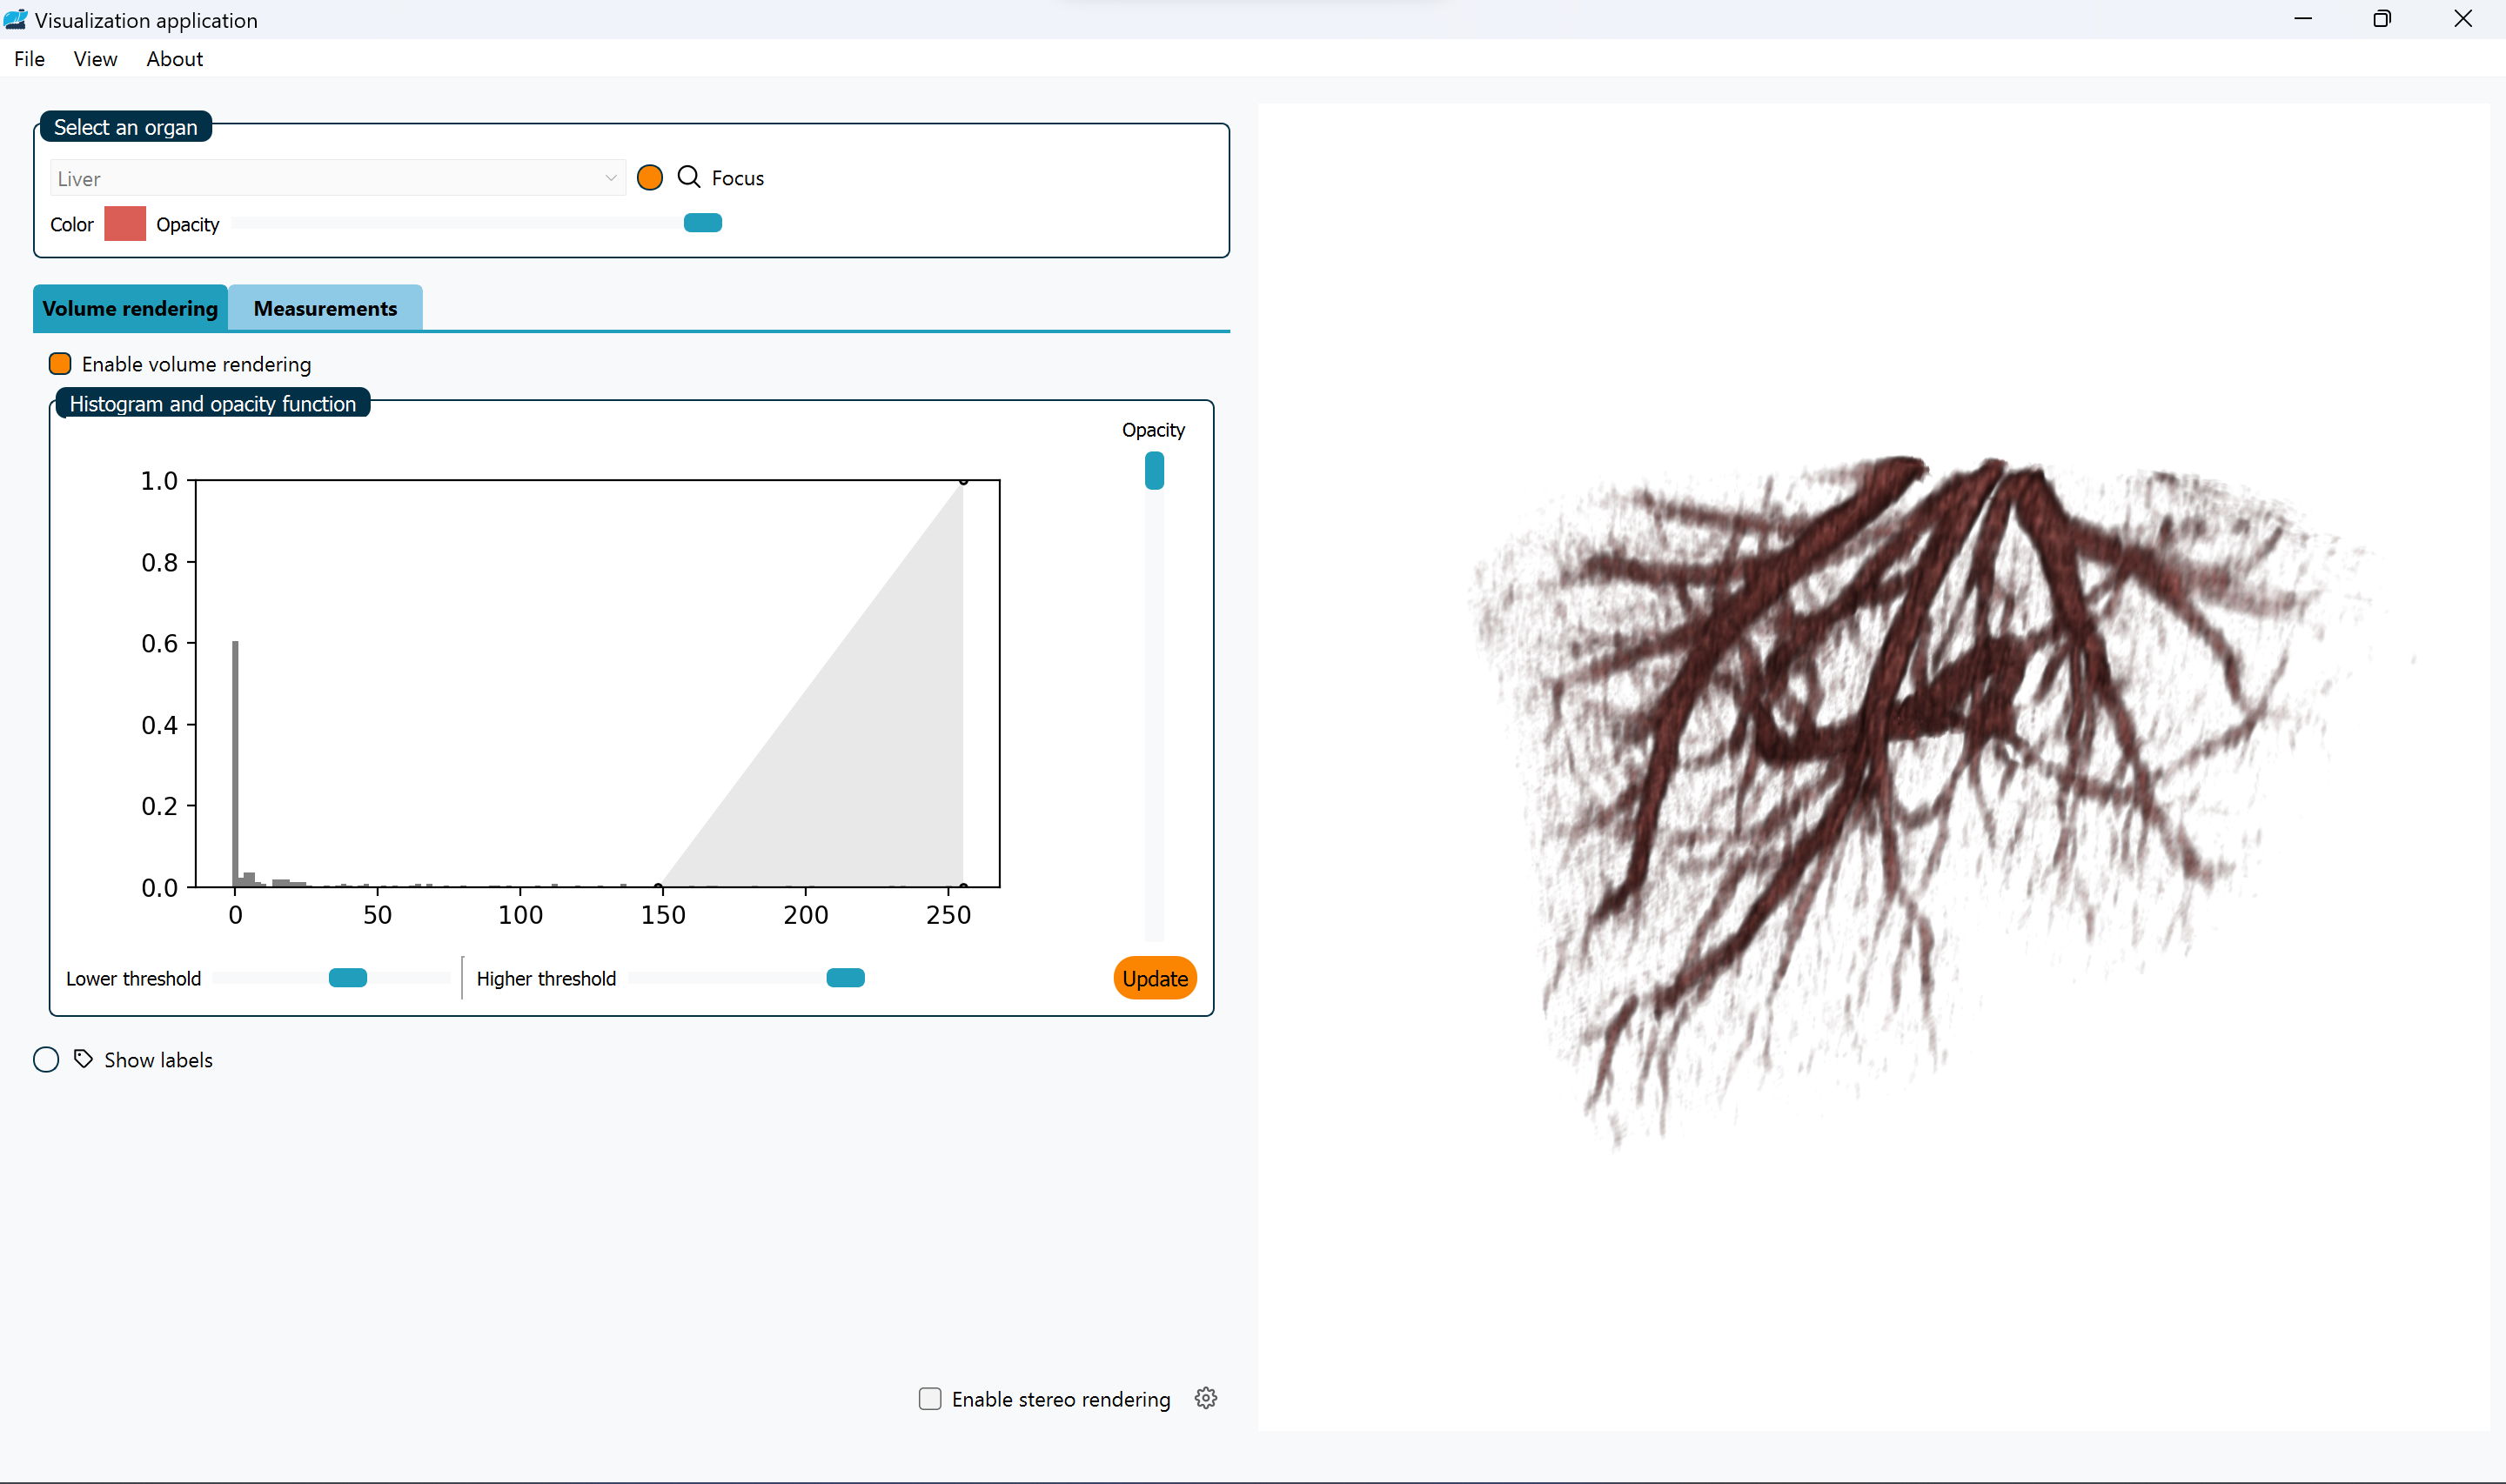 Visualization application
File View About
Select an organ
Liver Focus
Color Opacity
Volume rendering Measurements
Enable volume rendering
Histogram and opacity function
Opacity
1.0
0.8
0.6
0.4
0.2
0.0
0 50 100 150 200 250
Lower threshold Higher threshold Update
Show labels
Enable stereo rendering